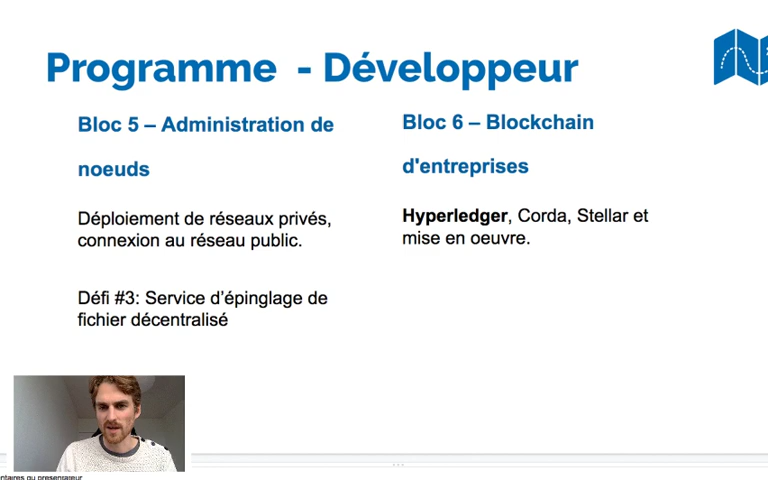 Programme - Développeur
Bloc 5 – Administration de
noeuds
Déploiement de réseaux privés,
connexion au réseau public.
Défi #3: Service d'épinglage de
fichier décentralisé
Bloc 6 – Blockchain
d'entreprises
Hyperledger, Corda, Stellar et
mise en oeuvre.
ntaires du présentateur